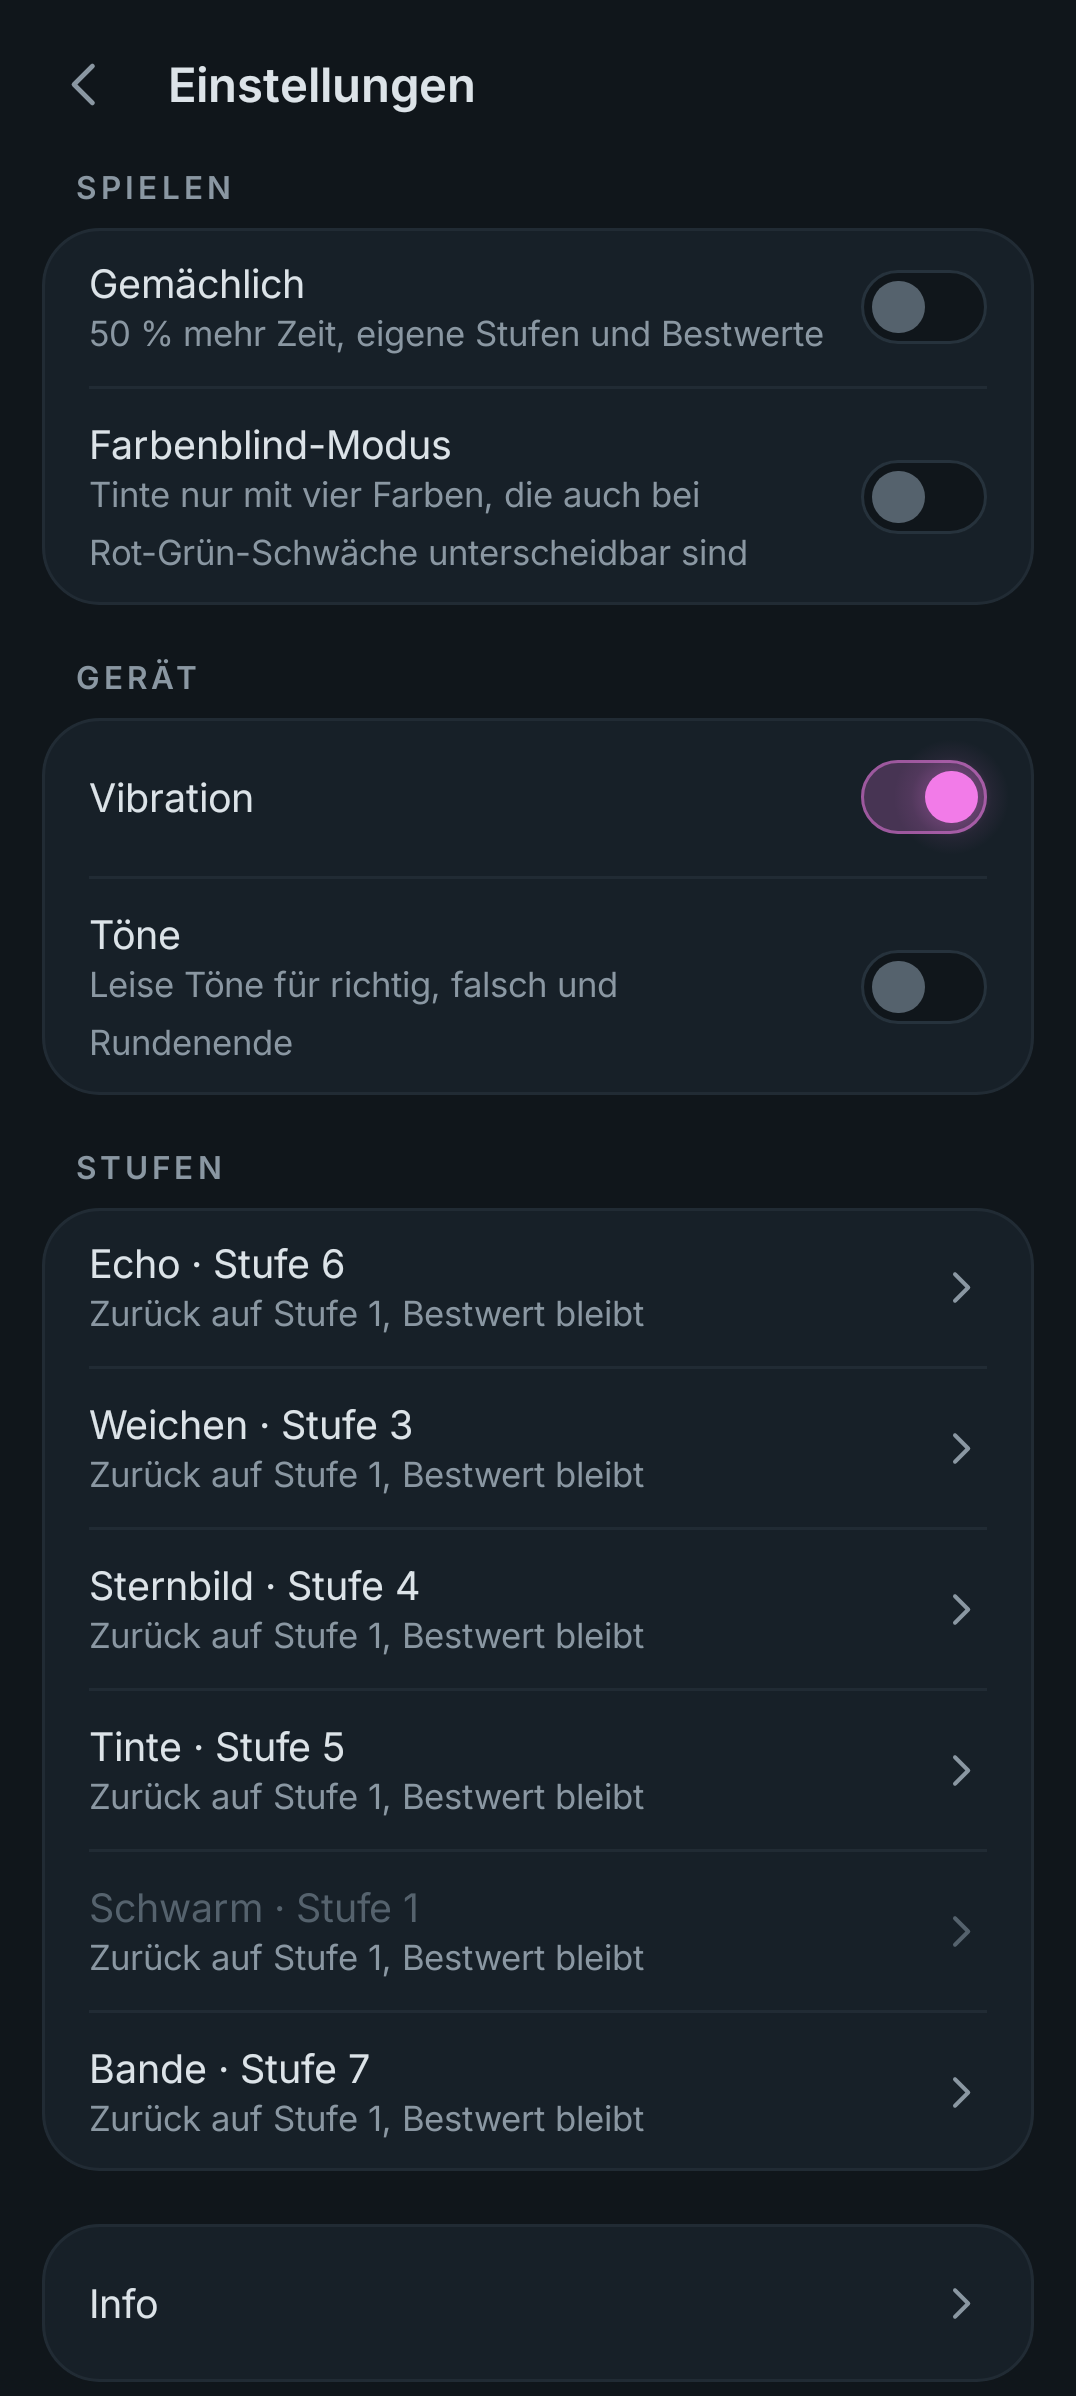 Einstellungen
SPIELEN
Gemächlich
50 % mehr Zeit, eigene Stufen und Bestwerte
Farbenblind-Modus
Tinte nur mit vier Farben, die auch bei
Rot-Grün-Schwäche unterscheidbar sind
GERÄT
Vibration
Töne
Leise Töne für richtig, falsch und
Rundenende
STUFEN
Echo · Stufe 6
Zurück auf Stufe 1, Bestwert bleibt
Weichen · Stufe 3
Zurück auf Stufe 1, Bestwert bleibt
Sternbild · Stufe 4
Zurück auf Stufe 1, Bestwert bleibt
Tinte · Stufe 5
Zurück auf Stufe 1, Bestwert bleibt
Schwarm · Stufe 1
Zurück auf Stufe 1, Bestwert bleibt
Bande · Stufe 7
Zurück auf Stufe 1, Bestwert bleibt
Info